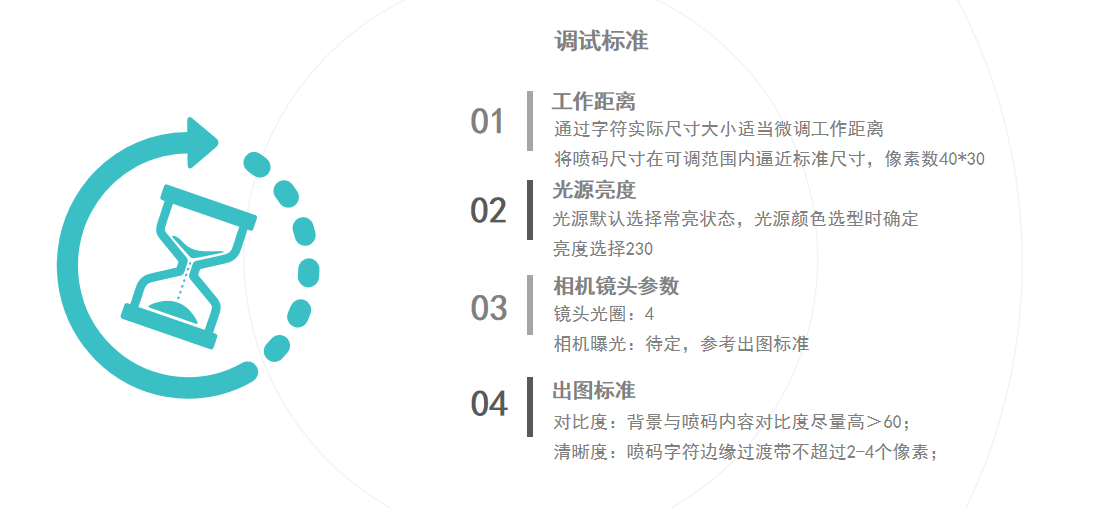 调试标准
01
工作距离
通过字符实际尺寸大小适当微调工作距离
将喷码尺寸在可调范围内逼近标准尺寸，像素数40*30
02
光源亮度
光源默认选择常亮状态，光源颜色选型时确定
亮度选择230
03
相机镜头参数
镜头光圈：4
相机曝光：待定，参考出图标准
04
出图标准
对比度：背景与喷码内容对比度尽量高＞60；
清晰度：喷码字符边缘过渡带不超过2-4个像素；